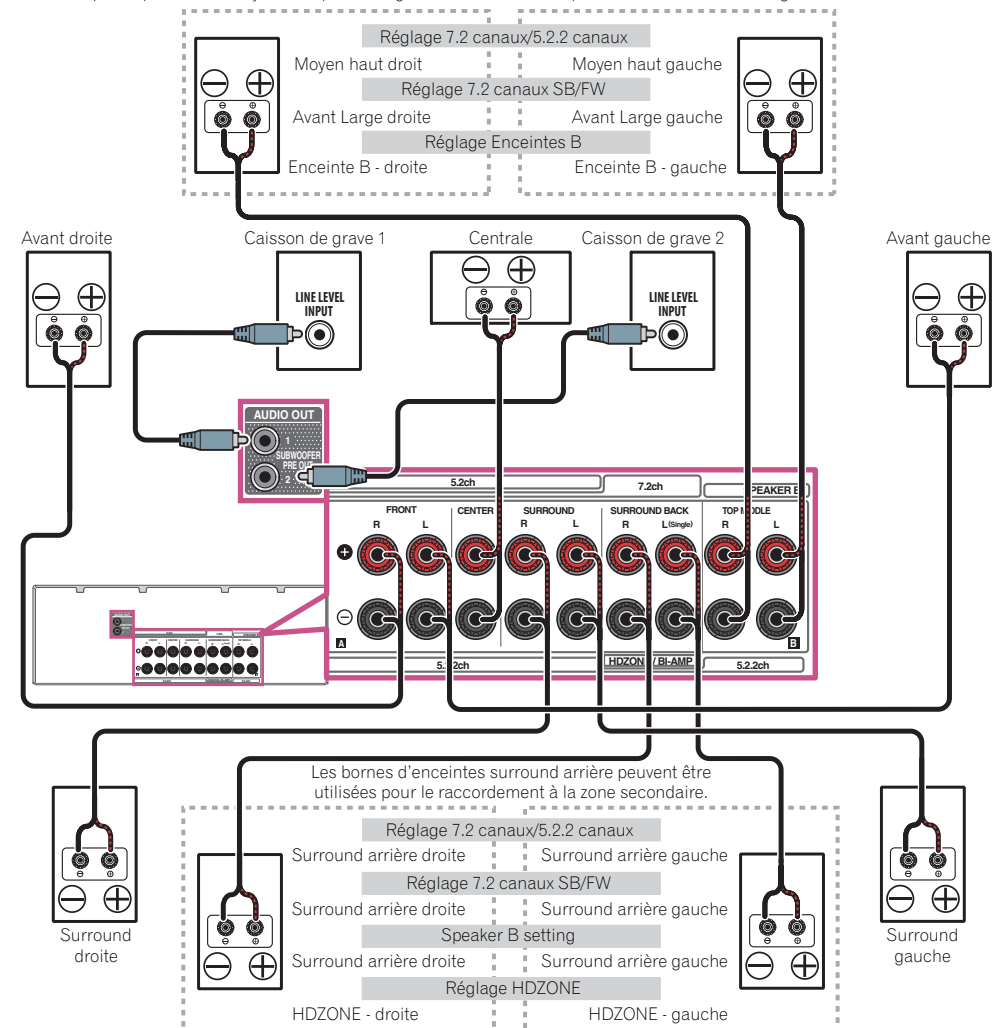 Réglage 7.2 canaux/5.2.2 canaux
Moyen haut droit
Moyen haut gauche
Réglage 7.2 canaux SB/FW
Avant Large droite
Avant Large gauche
Réglage Enceintes B
Enceinte B - droite
Enceinte B - gauche
Avant droite
Caisson de grave 1
Centrale
Caisson de grave 2
Avant gauche
LINE LEVEL
INPUT
LINE LEVEL
INPUT
AUDIO OUT
1
SUBWOOFER
PRE OUT
2
5.2ch
7.2ch
FRONT
CENTER
SURROUND
SURROUND BACK
R
L
R
L
R
L (Single)
R
L
A
B
5.2.2ch
Les bornes d'enceintes surround arrière peuvent être
utilisées pour le raccordement à la zone secondaire.
Réglage 7.2 canaux/5.2.2 canaux
Surround arrière droite
Surround arrière gauche
Réglage 7.2 canaux SB/FW
Surround arrière droite
Surround arrière gauche
Speaker B setting
Surround arrière droite
Surround arrière gauche
Réglage HDZONE
HDZONE - droite
HDZONE - gauche
Surround
droite
Surround
gauche